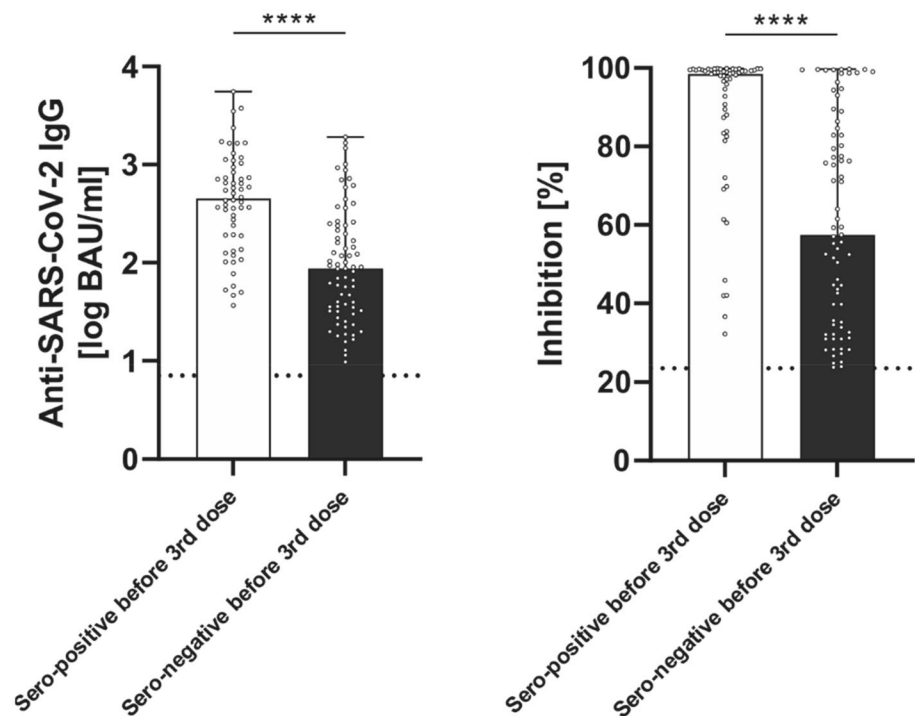 ****
Anti-SARS-CoV-2 IgG
[log BAU/ml]
4
3
2
1
0
Sero-positive before 3rd dose
Sero-negative before 3rd dose
****
Inhibition [%]
100
80
60
40
20
0
Sero-positive before 3rd dose
Sero-negative before 3rd dose